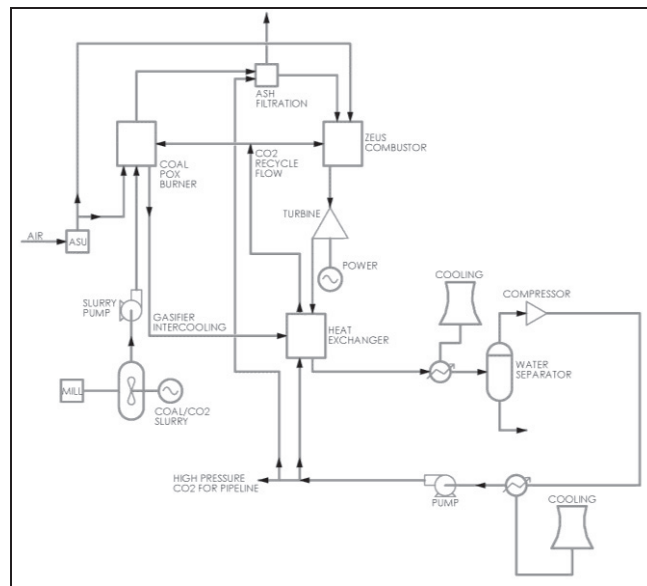 ASH
FILTRATION
ZEUS
COMBUSTOR
COAL
POX
BURNER
CO2
RECYCLE
FLOW
TURBINE
AIR
ASU
POWER
COOLING
COMPRESSOR
SLURRY
PUMP
GASIFIER
INTERCOOLING
HEAT
EXCHANGER
WATER
SEPARATOR
MILL
COAL/CO2
SLURRY
HIGH PRESSURE
CO2 FOR PIPELINE
PUMP
COOLING